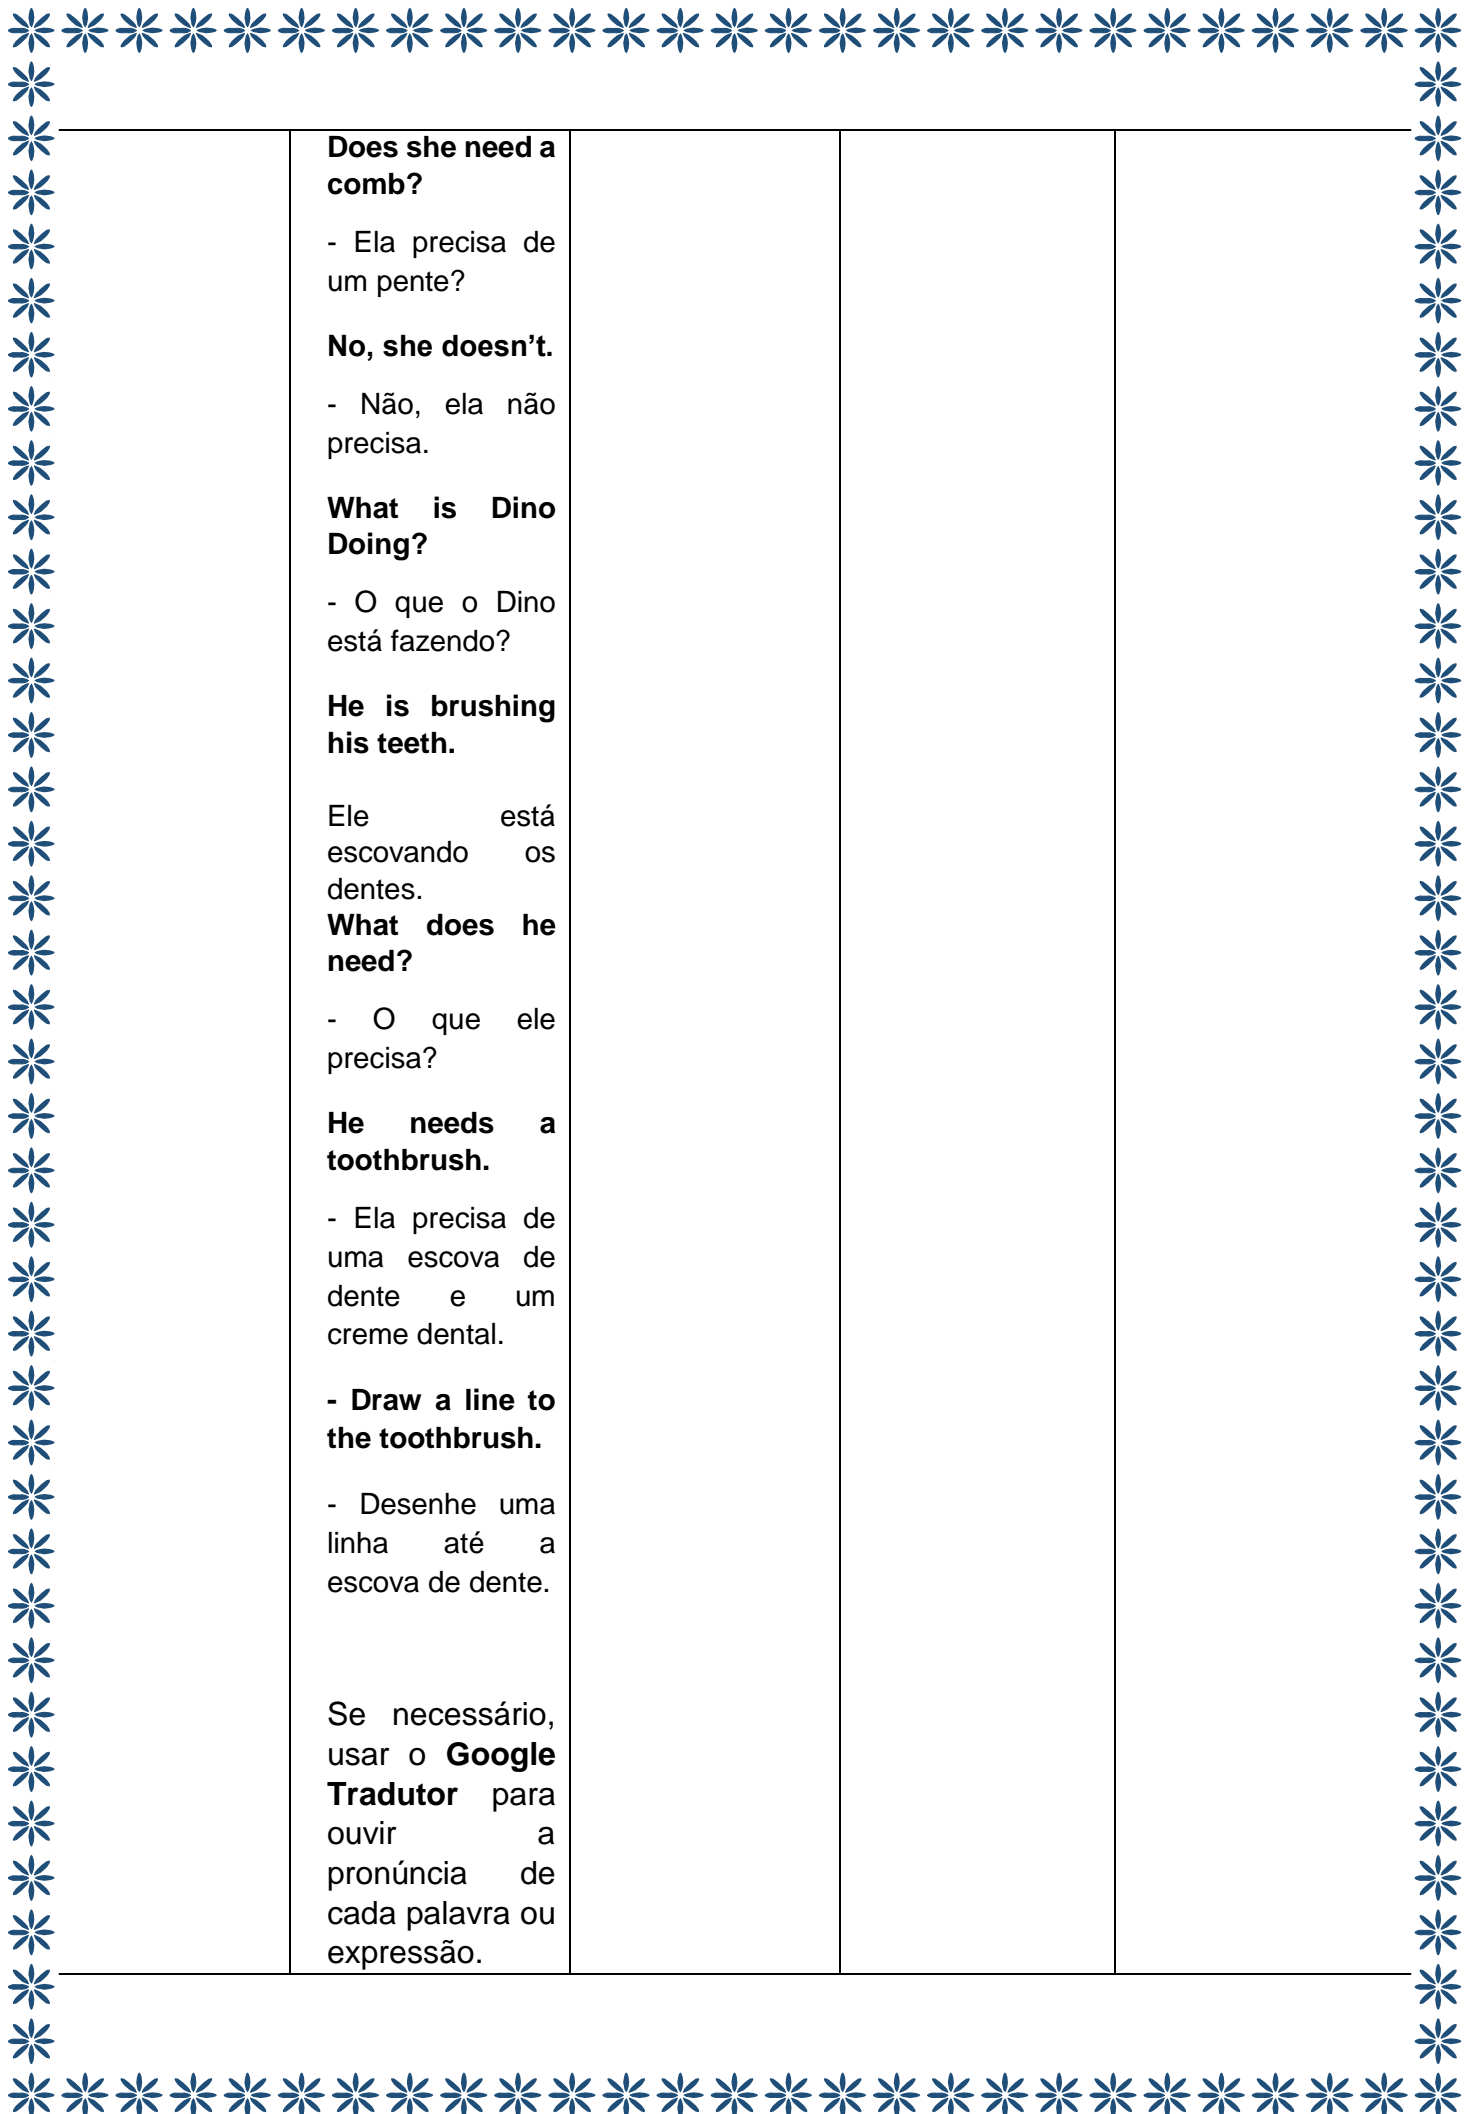 Does she need a
comb?
- Ela precisa de
um pente?
No, she doesn’t.
- Não, ela não
precisa.
What is Dino
Doing?
- O que o Dino
está fazendo?
He is brushing
his teeth.
Ele está
escovando os
dentes.
What does he
need?
- O que ele
precisa?
He needs a
toothbrush.
- Ela precisa de
uma escova de
dente e um
creme dental.
- Draw a line to
the toothbrush.
- Desenhe uma
linha até a
escova de dente.
Se necessário,
usar o Google
Tradutor para
ouvir a
pronúncia de
cada palavra ou
expressão.